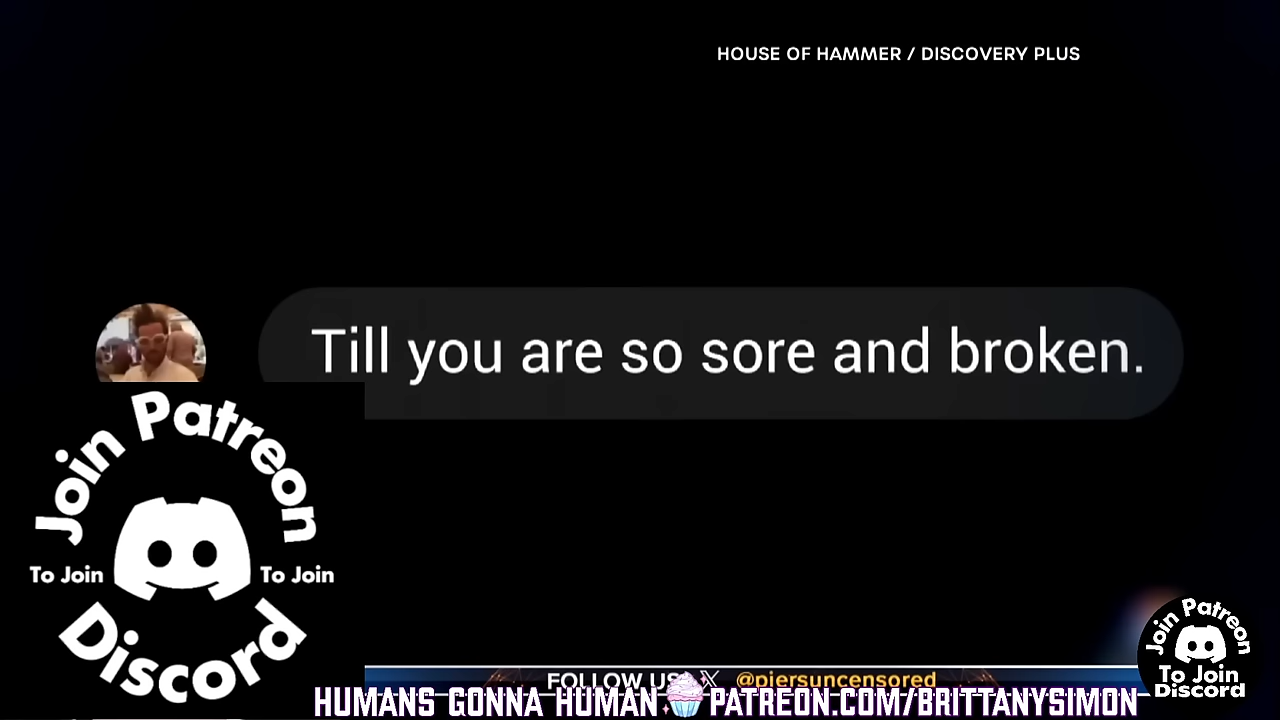 HOUSE OF HAMMER / DISCOVERY PLUS
Till you are so sore and broken.
Join Patreon
To Join
To Join
Discord
Join Patreon
To Join
Discord
FOLLOW US X @piersuncensored
HUMANS GONNA HUMAN PATREON.COM/BRITTANYSIMON